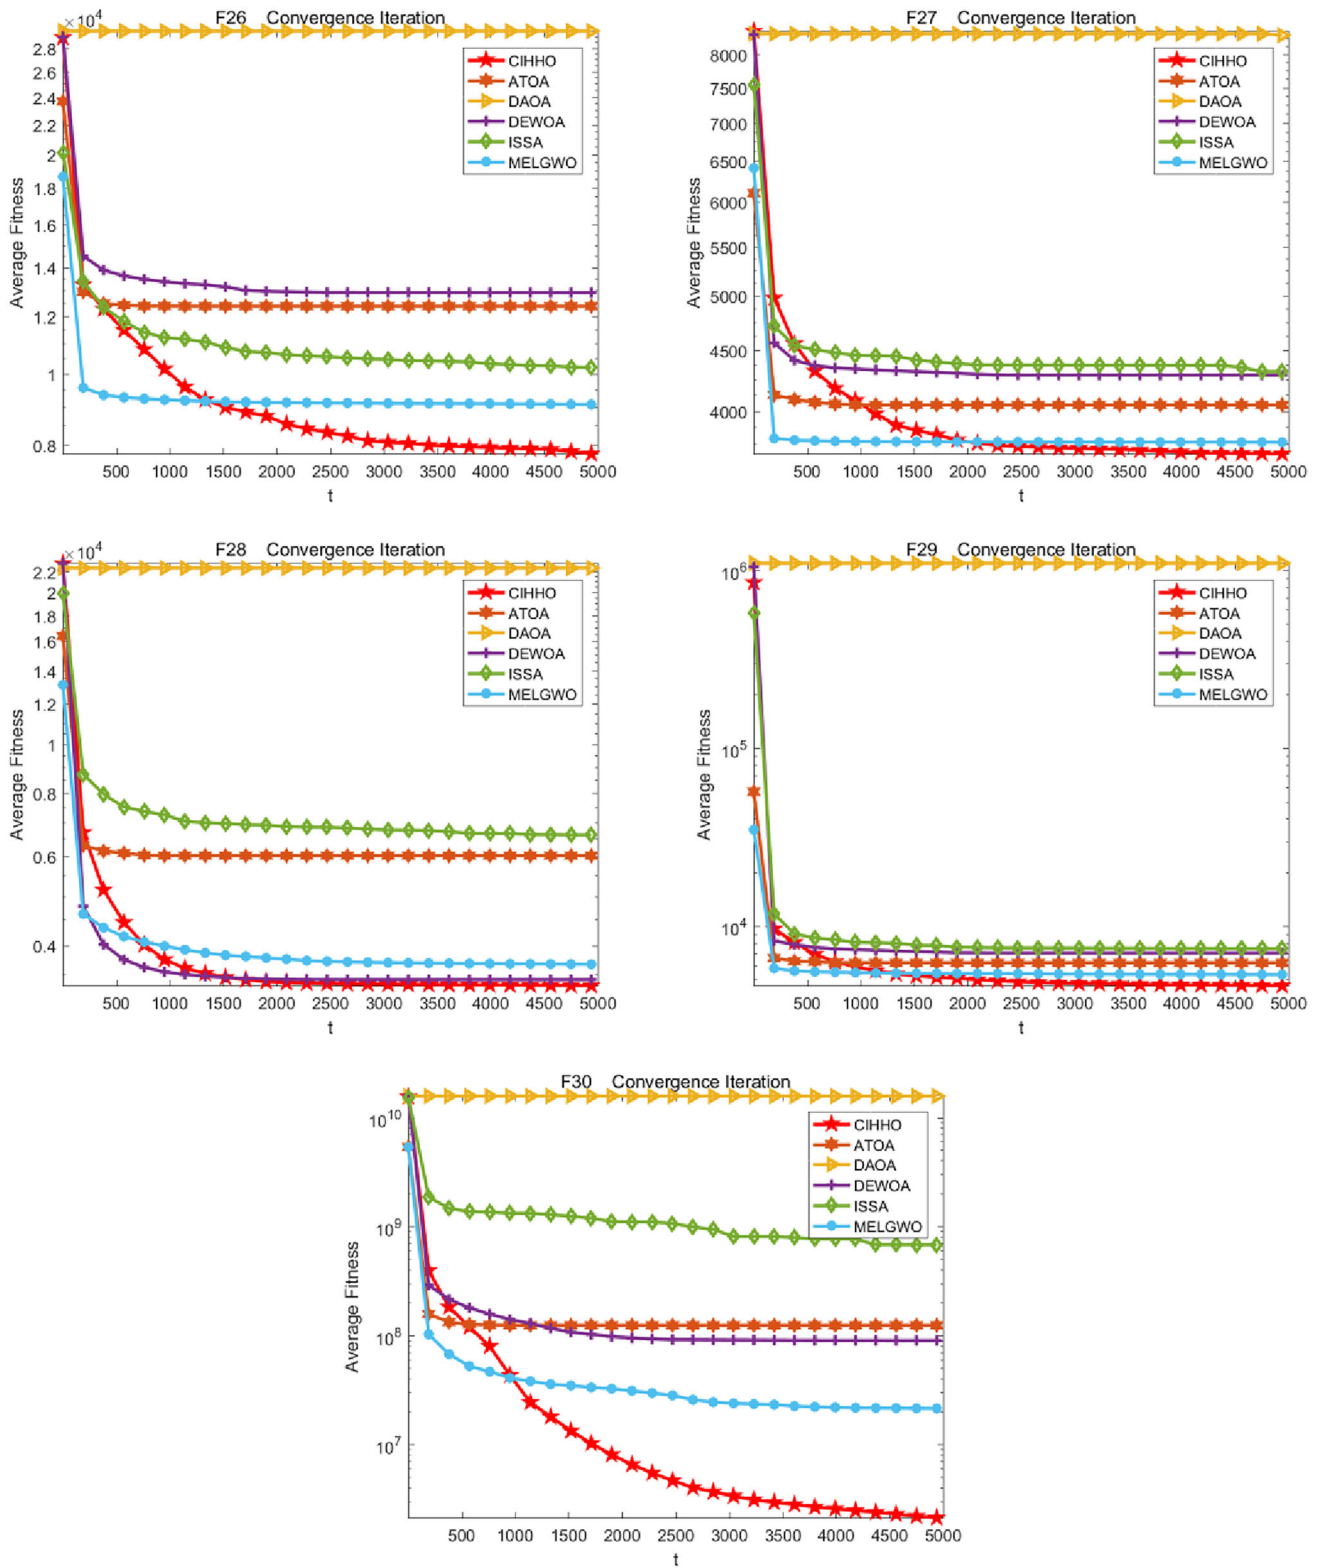 F26 Convergence Iteration
×10⁴
2.8
2.6
2.4
2.2
2
1.8
1.6
1.4
1.2
1
0.8
Average Fitness
500 1000 1500 2000 2500 3000 3500 4000 4500 5000
t
CIHHO
ATOA
DAOA
DEWOA
ISSA
MELGWO
F27 Convergence Iteration
8000
7500
7000
6500
6000
5500
5000
4500
4000
Average Fitness
500 1000 1500 2000 2500 3000 3500 4000 4500 5000
t
CIHHO
ATOA
DAOA
DEWOA
ISSA
MELGWO
F28 Convergence Iteration
×10⁴
2.2
2
1.8
1.6
1.4
1.2
1
0.8
0.6
0.4
Average Fitness
500 1000 1500 2000 2500 3000 3500 4000 4500 5000
t
CIHHO
ATOA
DAOA
DEWOA
ISSA
MELGWO
F29 Convergence Iteration
10⁶
10⁵
10⁴
Average Fitness
500 1000 1500 2000 2500 3000 3500 4000 4500 5000
t
CIHHO
ATOA
DAOA
DEWOA
ISSA
MELGWO
F30 Convergence Iteration
10¹⁰
10⁹
10⁸
10⁷
Average Fitness
500 1000 1500 2000 2500 3000 3500 4000 4500 5000
t
CIHHO
ATOA
DAOA
DEWOA
ISSA
MELGWO